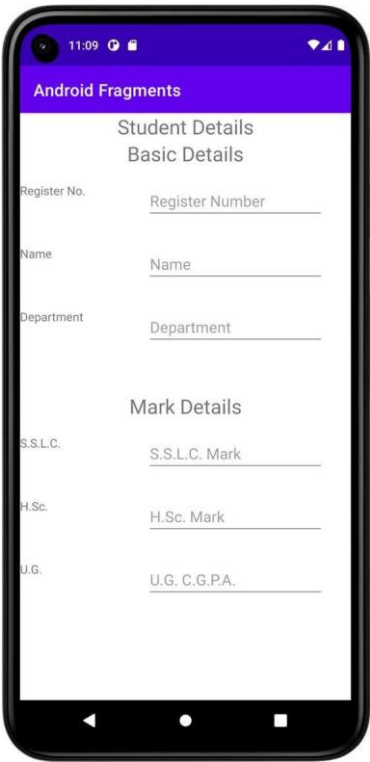 11:09
Android Fragments
Student Details
Basic Details
Register No.
Register Number
Name
Name
Department
Department
Mark Details
S.S.L.C.
S.S.L.C. Mark
H.Sc.
H.Sc. Mark
U.G.
U.G. C.G.P.A.